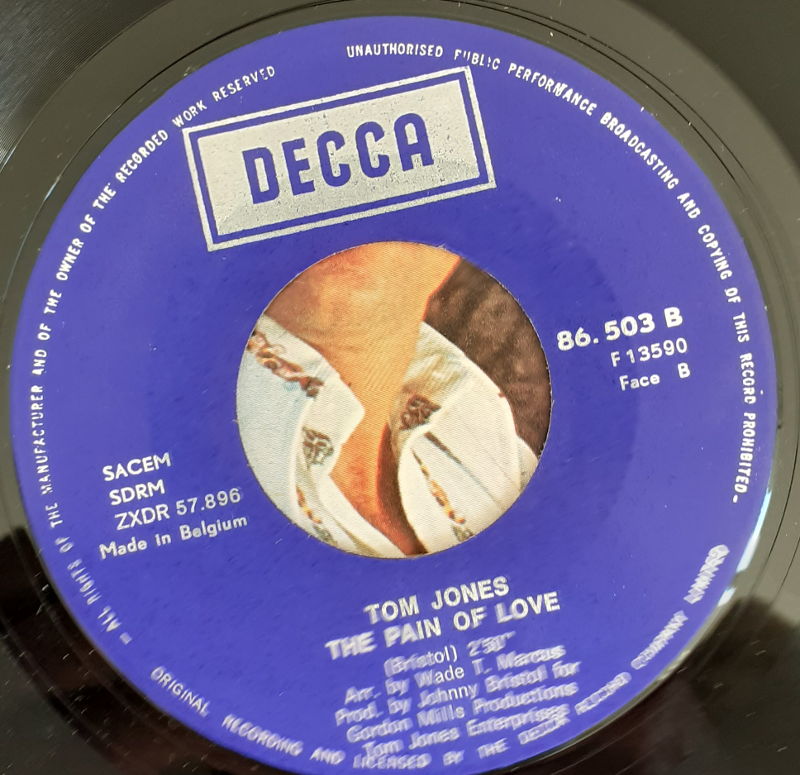 = ALL RIGHTS OF THE MANUFACTURER AND OF THE OWNER OF THE RECORDED WORK RESERVED
UNAUTHORISED PUBLIC PERFORMANCE BROADCASTING AND COPYING OF THIS RECORD PROHIBITED-
DECCA
86.503 B
F 13590
Face B
SACEM
SDRM
ZXDR 57.896
Made in Belgium
TOM JONES
THE PAIN OF LOVE
(Bristol) 2'50"
Arr. by Wade T. Marcus
Prod. by Johnny Bristol for
Gordon Mills Productions
Tom Jones Enterprises
ORIGINAL RECORDING AND LICENSED BY THE DECCA RECORD COMPANY